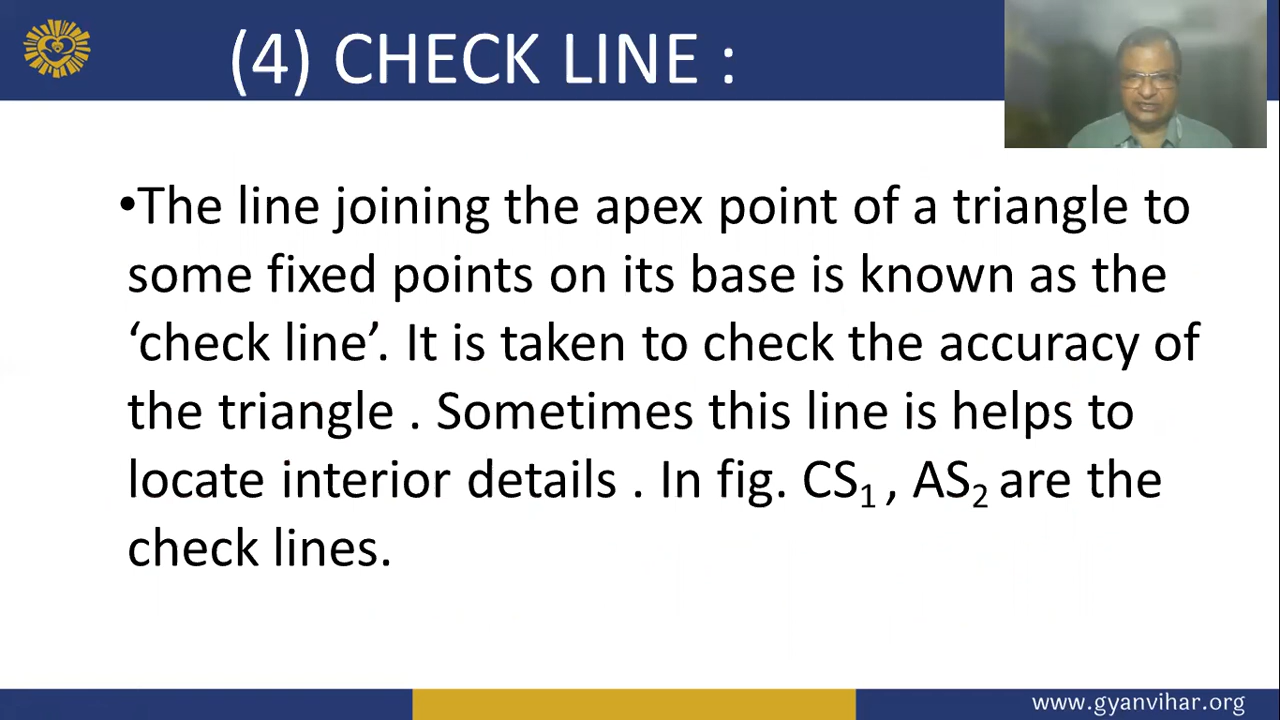 (4) CHECK LINE :
•The line joining the apex point of a triangle to
some fixed points on its base is known as the
‘check line’. It is taken to check the accuracy of
the triangle . Sometimes this line is helps to
locate interior details . In fig. CS₁ , AS₂ are the
check lines.
www.gyanvihar.org